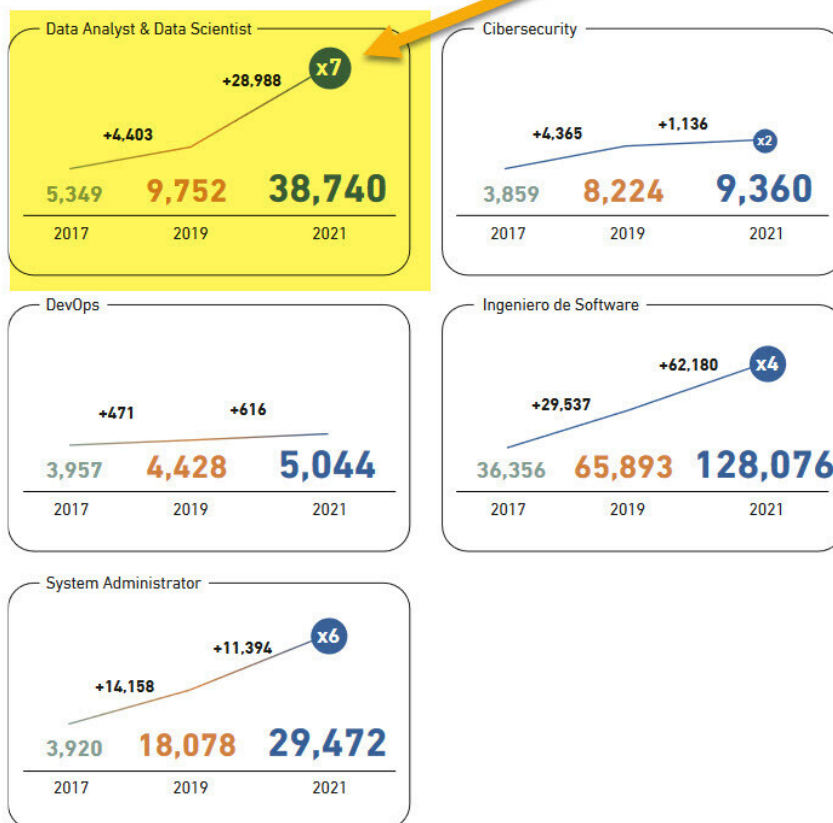 Data Analyst & Data Scientist
x7
+28,988
+4,403
5,349 9,752 38,740
2017 2019 2021
Cibersecurity
+4,365 +1,136 x2
3,859 8,224 9,360
2017 2019 2021
DevOps
+471 +616
3,957 4,428 5,044
2017 2019 2021
Ingeniero de Software
+62,180 x4
+29,537
36,356 65,893 128,076
2017 2019 2021
System Administrator
x6
+11,394
+14,158
3,920 18,078 29,472
2017 2019 2021